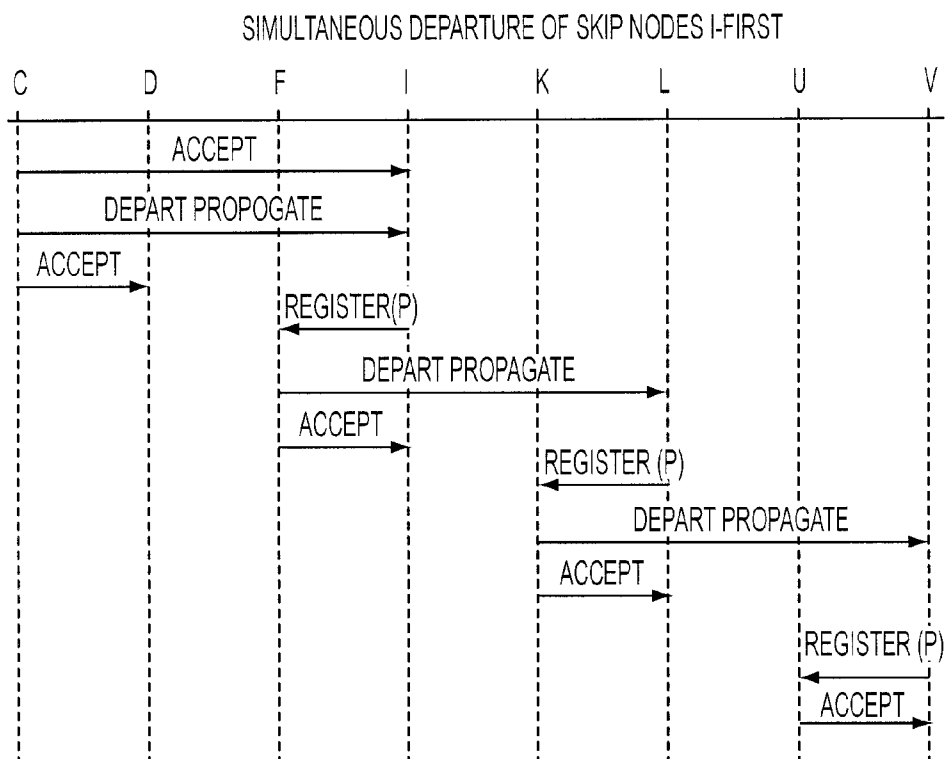 SIMULTANEOUS DEPARTURE OF SKIP NODES I-FIRST
C D F I K L U V
ACCEPT
DEPART PROPOGATE
ACCEPT
REGISTER(P)
DEPART PROPAGATE
ACCEPT
REGISTER (P)
DEPART PROPAGATE
ACCEPT
REGISTER (P)
ACCEPT